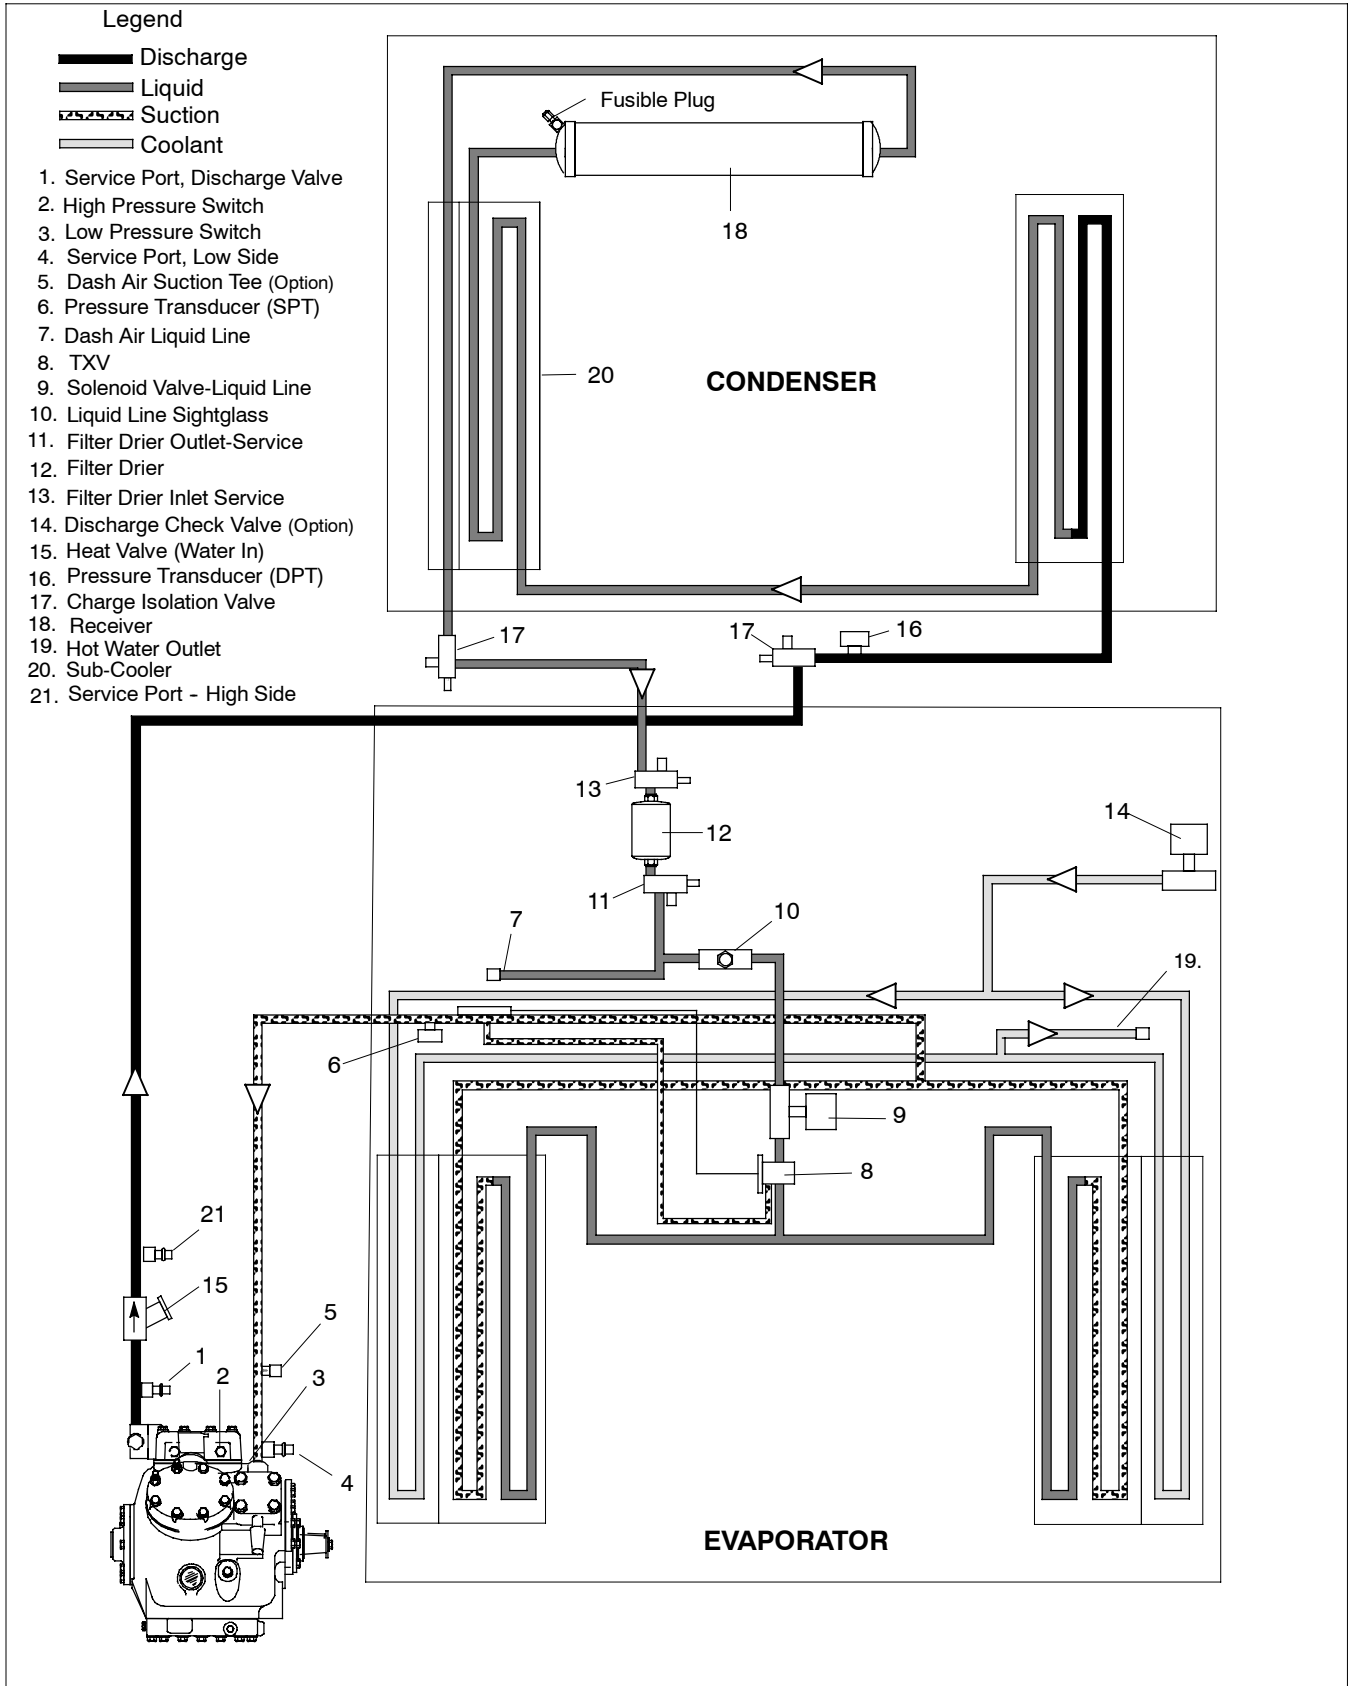 Legend
Discharge
Liquid
Suction
Coolant
1. Service Port, Discharge Valve
2. High Pressure Switch
3. Low Pressure Switch
4. Service Port, Low Side
5. Dash Air Suction Tee (Option)
6. Pressure Transducer (SPT)
7. Dash Air Liquid Line
8. TXV
9. Solenoid Valve-Liquid Line
10. Liquid Line Sightglass
11. Filter Drier Outlet-Service
12. Filter Drier
13. Filter Drier Inlet Service
14. Discharge Check Valve (Option)
15. Heat Valve (Water In)
16. Pressure Transducer (DPT)
17. Charge Isolation Valve
18. Receiver
19. Hot Water Outlet
20. Sub-Cooler
21. Service Port - High Side
Fusible Plug
18
20
CONDENSER
17
17
16
13
12
14
11
7
10
19.
6
9
8
21
15
5
1
2
3
4
EVAPORATOR